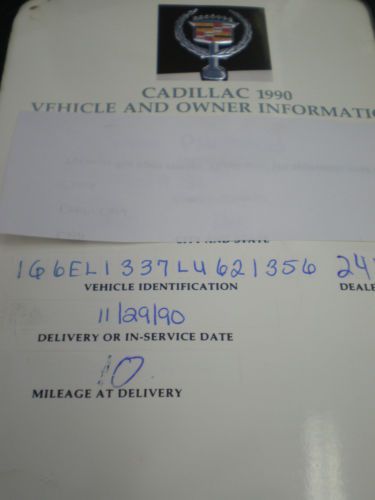 CADILLAC 1990
VEHICLE AND OWNER INFORMATIO
CITY AND STATE
1G6EL1337LU621356 24
VEHICLE IDENTIFICATION DEALE
11/29/90
DELIVERY OR IN-SERVICE DATE
10
MILEAGE AT DELIVERY